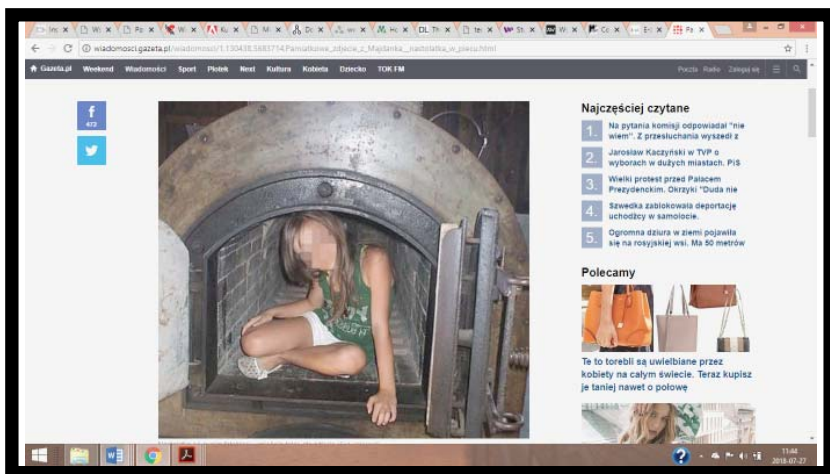 wiadomosci.gazeta.pl/wiadomosci/1,130438,5683714,Pamiatkowe_zdjecie_z_Majdanka__nastolatka_w_piecu.html
Gazeta.pl Weekend Wiadomości Sport Plotek Next Kultura Kobieta Dziecko TOK FM Poczta Radio Zaloguj się
f
472
Najczęściej czytane
1. Na pytania komisji odpowiadał "nie
wiem". Z przesłuchania wyszedł z
2. Jarosław Kaczyński w TVP o
wyborach w dużych miastach. PiS
3. Wielki protest przed Pałacem
Prezydenckim. Okrzyki "Duda nie
4. Szwedka zablokowała deportację
uchodźcy w samolocie.
5. Ogromna dziura w ziemi pojawiła
się na rosyjskiej wsi. Ma 50 metrów
Polecamy
Te to torebli są uwielbiane przez
kobiety na całym świecie. Teraz kupisz
je taniej nawet o połowę
11:44
2018-07-27